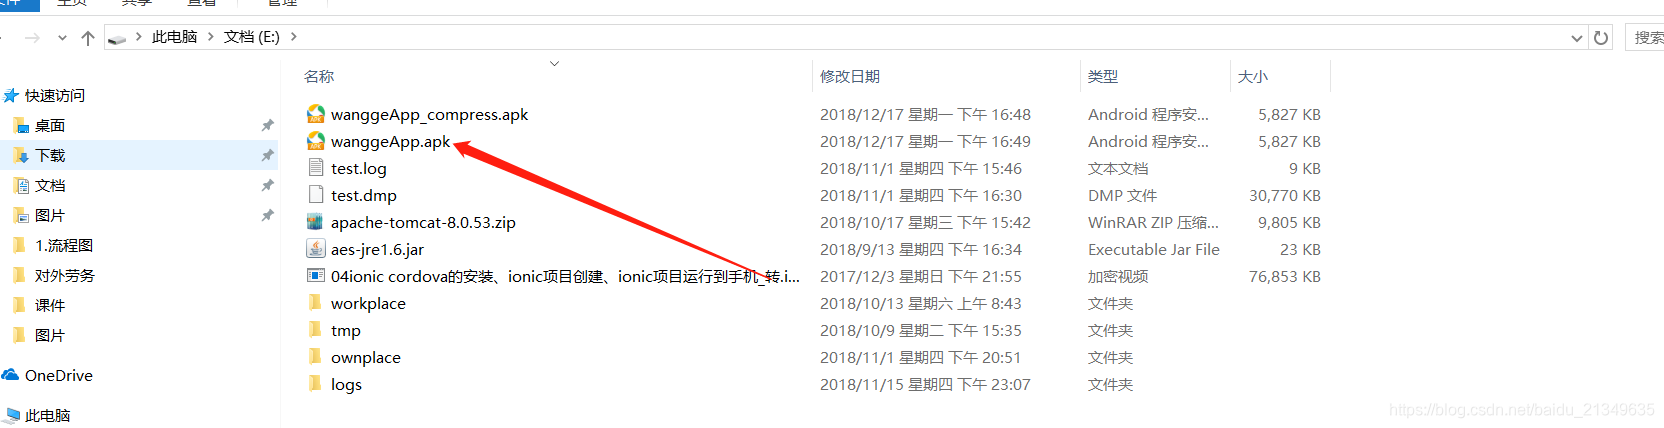 文件 主页 共享 查看 管理
此电脑 文档 (E:) 搜索
名称 修改日期 类型 大小
快速访问
桌面
下载
文档
图片
1.流程图
对外劳务
课件
图片
OneDrive
此电脑
wanggeApp_compress.apk 2018/12/17 星期一 下午 16:48 Android 程序安... 5,827 KB
wanggeApp.apk 2018/12/17 星期一 下午 16:49 Android 程序安... 5,827 KB
test.log 2018/11/1 星期四 下午 15:46 文本文档 9 KB
test.dmp 2018/11/1 星期四 下午 16:30 DMP 文件 30,770 KB
apache-tomcat-8.0.53.zip 2018/10/17 星期三 下午 15:42 WinRAR ZIP 压缩... 9,805 KB
aes-jre1.6.jar 2018/9/13 星期四 下午 16:34 Executable Jar File 23 KB
04ionic cordova的安装、ionic项目创建、ionic项目运行到手机_转.i... 2017/12/3 星期日 下午 21:55 加密视频 76,853 KB
workplace 2018/10/13 星期六 上午 8:43 文件夹
tmp 2018/10/9 星期二 下午 15:35 文件夹
ownplace 2018/11/1 星期四 下午 20:51 文件夹
logs 2018/11/15 星期四 下午 23:07 文件夹
https://blog.csdn.net/baidu_21349635